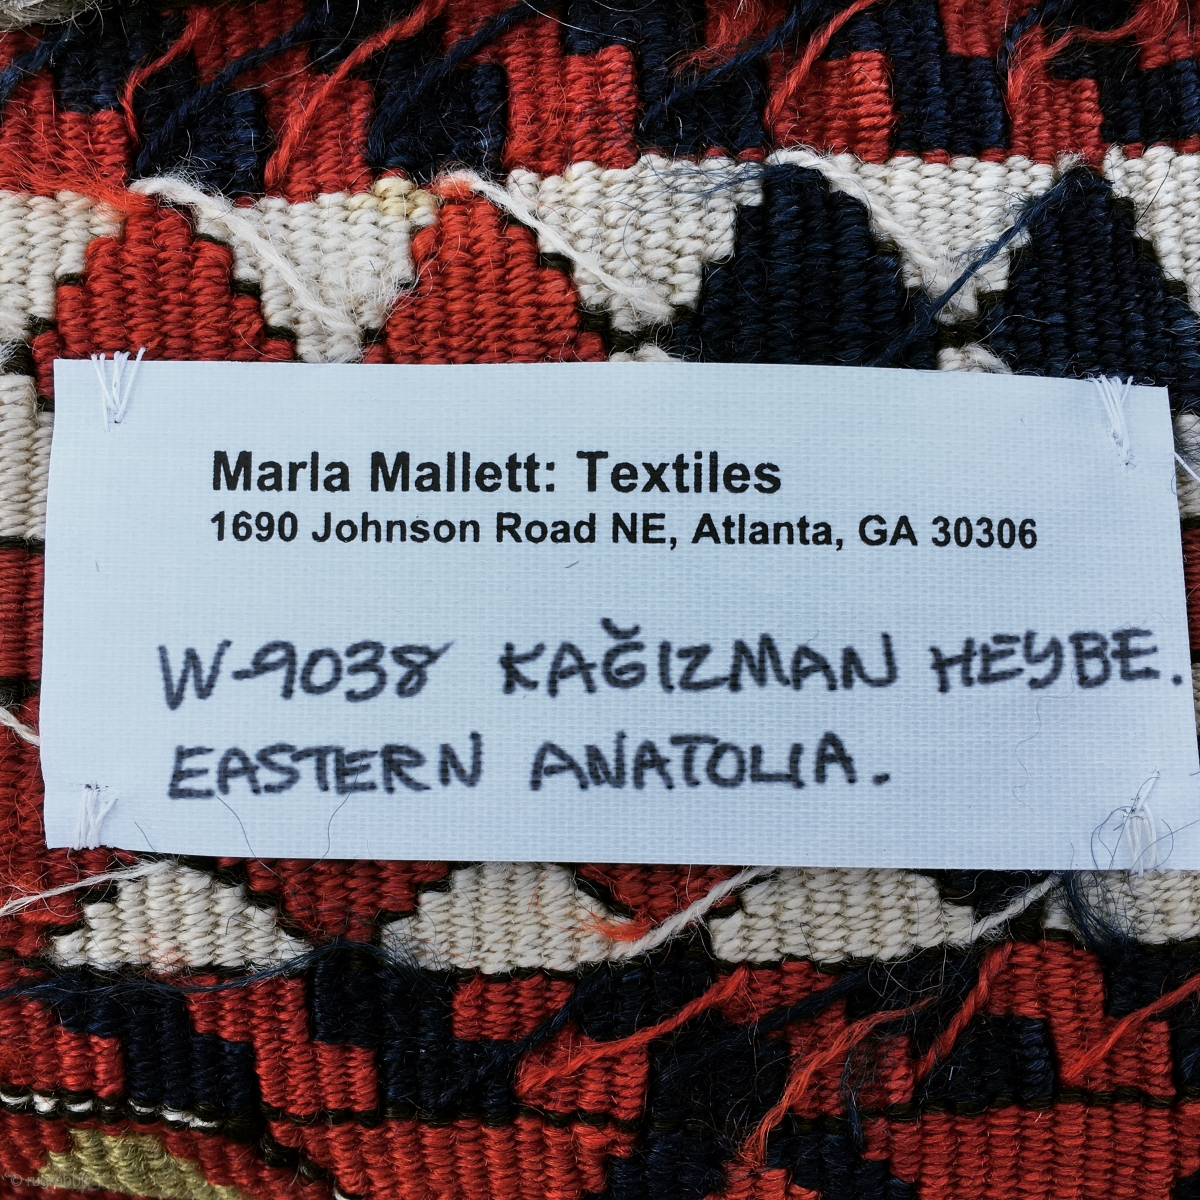 Marla Mallett: Textiles
1690 Johnson Road NE, Atlanta, GA 30306
W-9038 KAĞIZMAN HEYBE.
EASTERN ANATOLIA.